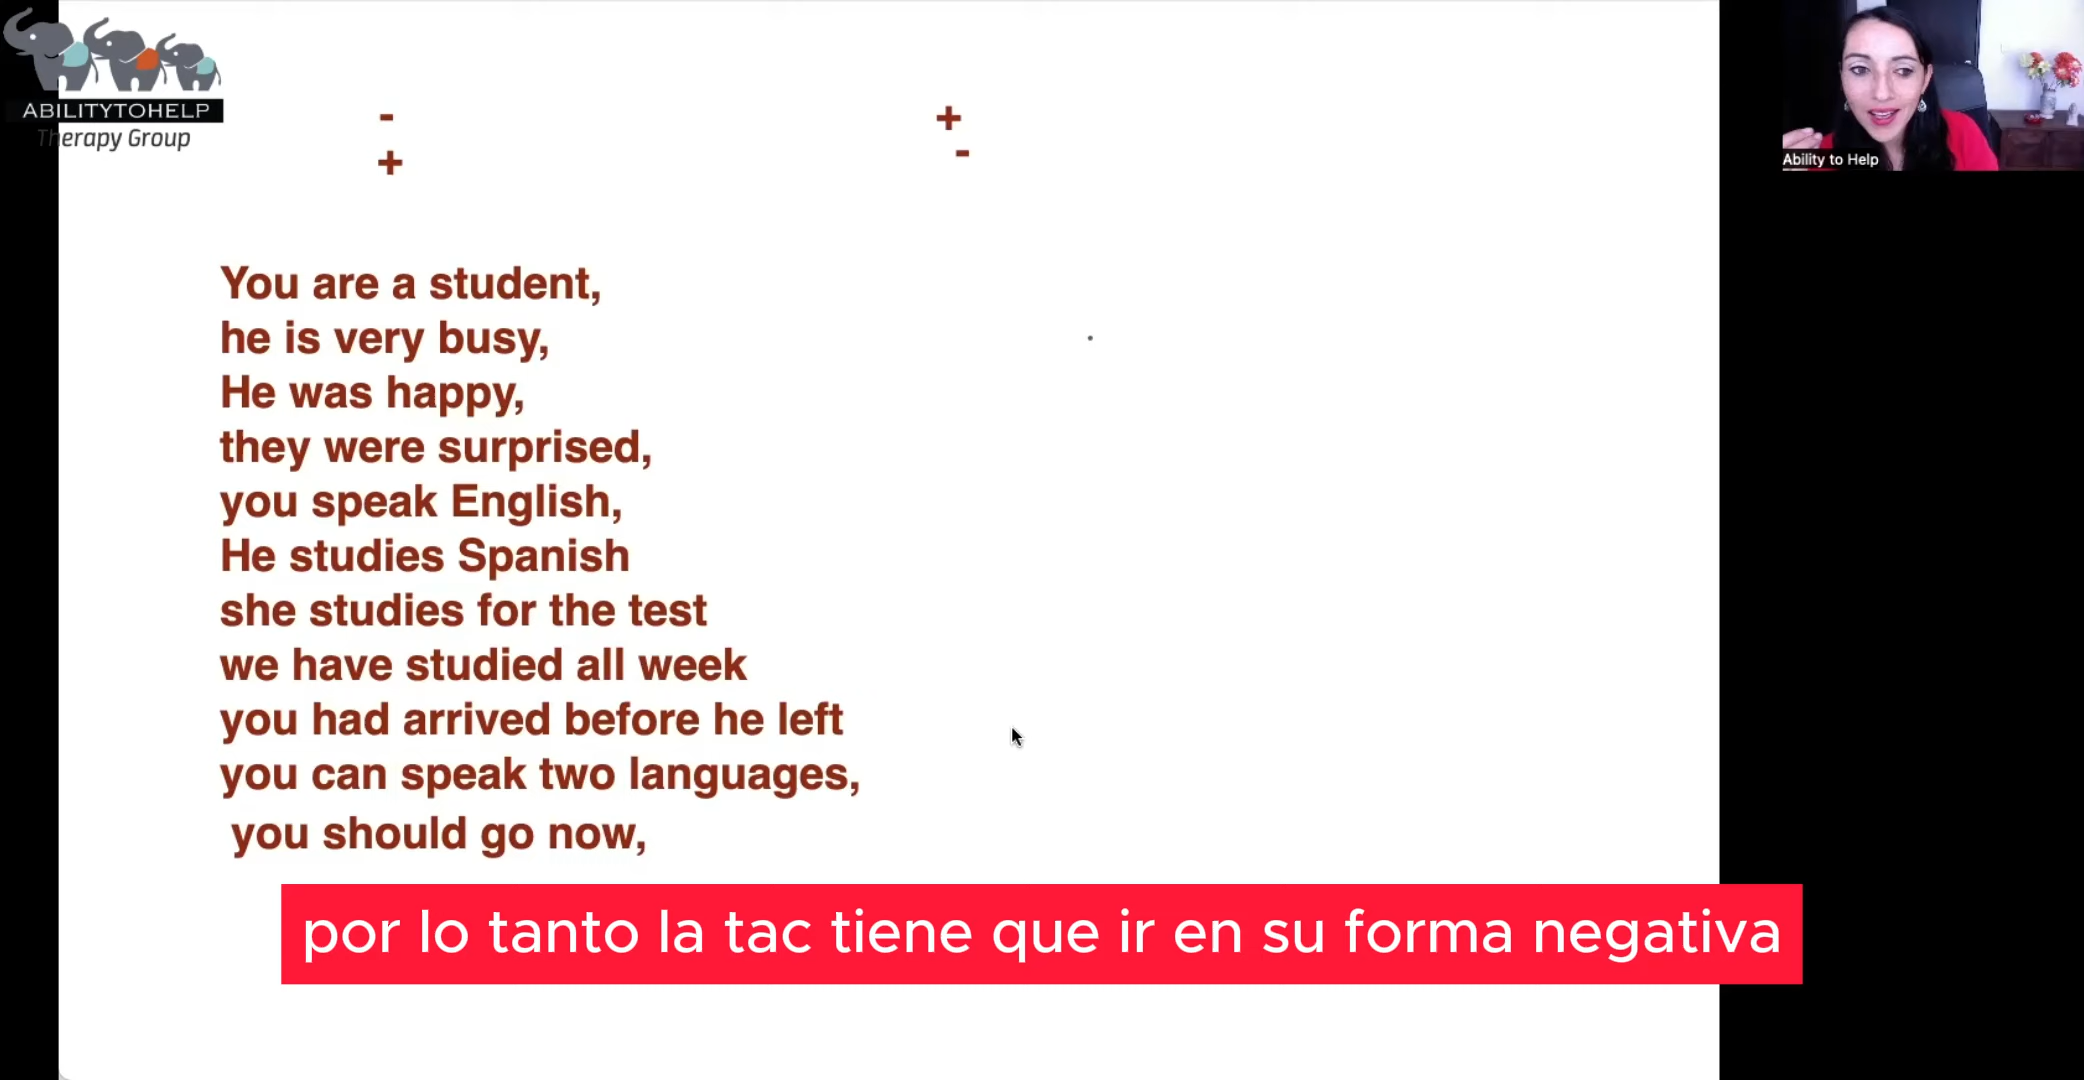 ABILITYTOHELP
Therapy Group
- +
+ -
Ability to Help
You are a student,
he is very busy,
He was happy,
they were surprised,
you speak English,
He studies Spanish
she studies for the test
we have studied all week
you had arrived before he left
you can speak two languages,
you should go now,
por lo tanto la tac tiene que ir en su forma negativa